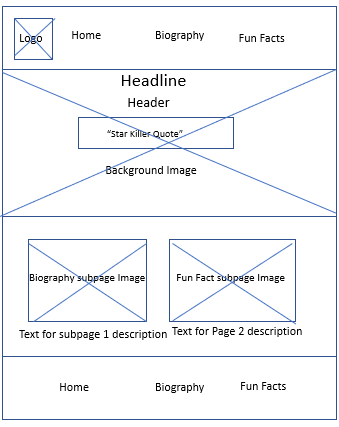 Logo
Home
Biography
Fun Facts
Headline
Header
“Star Killer Quote”
Background Image
Biography subpage Image
Fun Fact subpage Image
Text for subpage 1 description
Text for Page 2 description
Home
Biography
Fun Facts